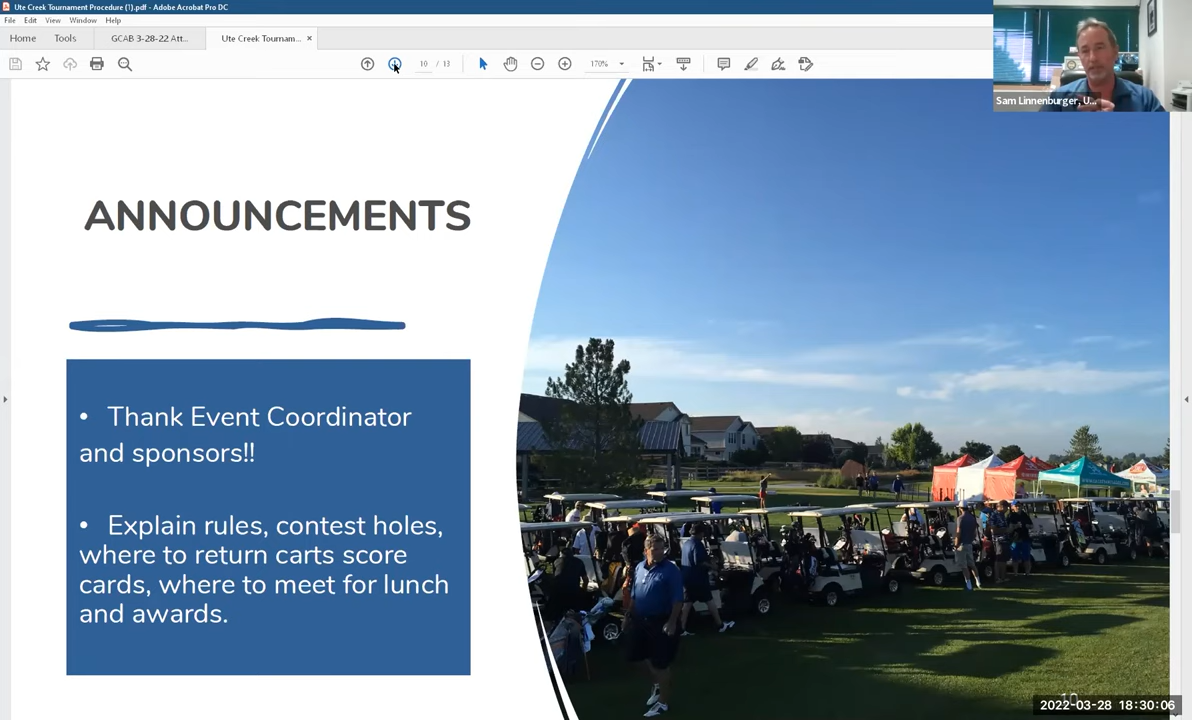 Ute Creek Tournament Procedure (1).pdf - Adobe Acrobat Pro DC
File Edit View Window Help
Home Tools GCAB 3-28-22 Att... Ute Creek Tournam... ×
10 / 13 170%
Sam Linnenburger, U...
ANNOUNCEMENTS
• Thank Event Coordinator
and sponsors!!
• Explain rules, contest holes,
where to return carts score
cards, where to meet for lunch
and awards.
10
2022-03-28 18:30:06